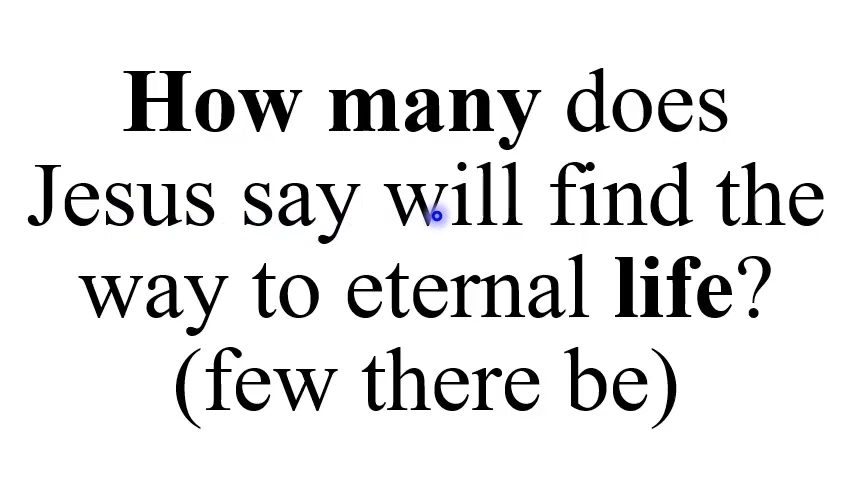 How many does
Jesus say will find the
way to eternal life?
(few there be)